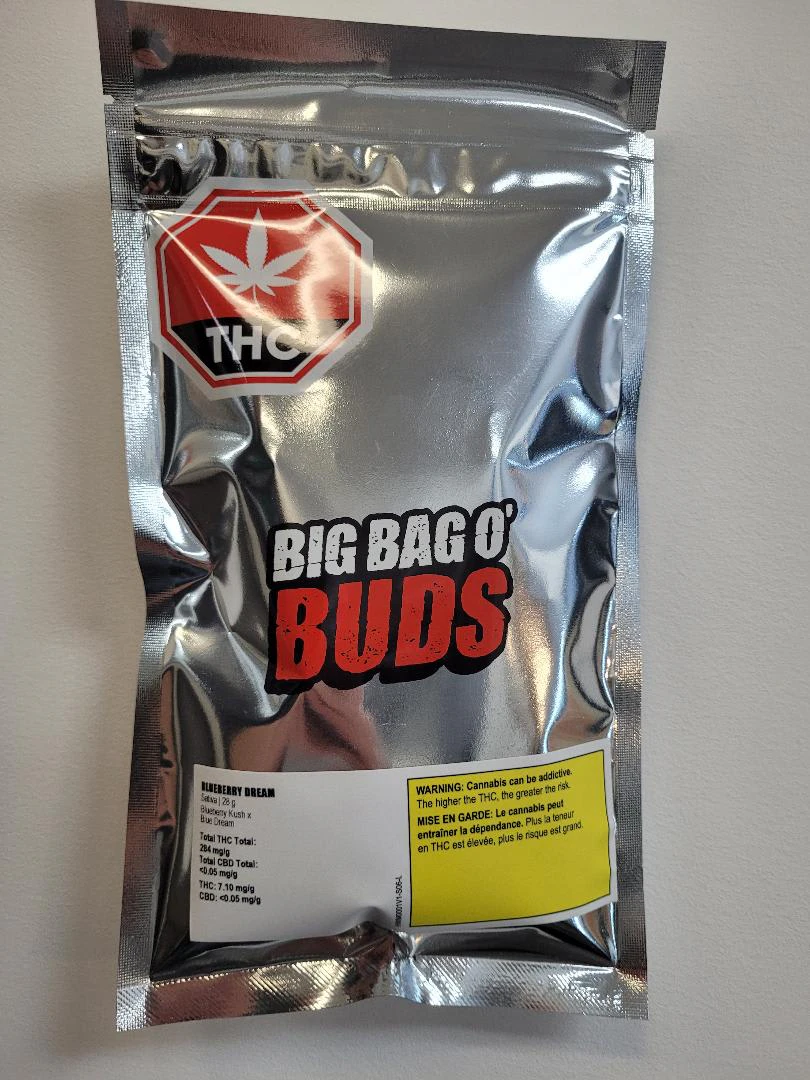 THC
BIG BAG O'
BUDS
BLUEBERRY DREAM
Sativa | 28 g
Blueberry Kush x
Blue Dream
Total THC Total:
284 mg/g
Total CBD Total:
<0.05 mg/g
THC: 7.10 mg/g
CBD: <0.05 mg/g
WARNING: Cannabis can be addictive.
The higher the THC, the greater the risk.
MISE EN GARDE: Le cannabis peut
entraîner la dépendance. Plus la teneur
en THC est élevée, plus le risque est grand.